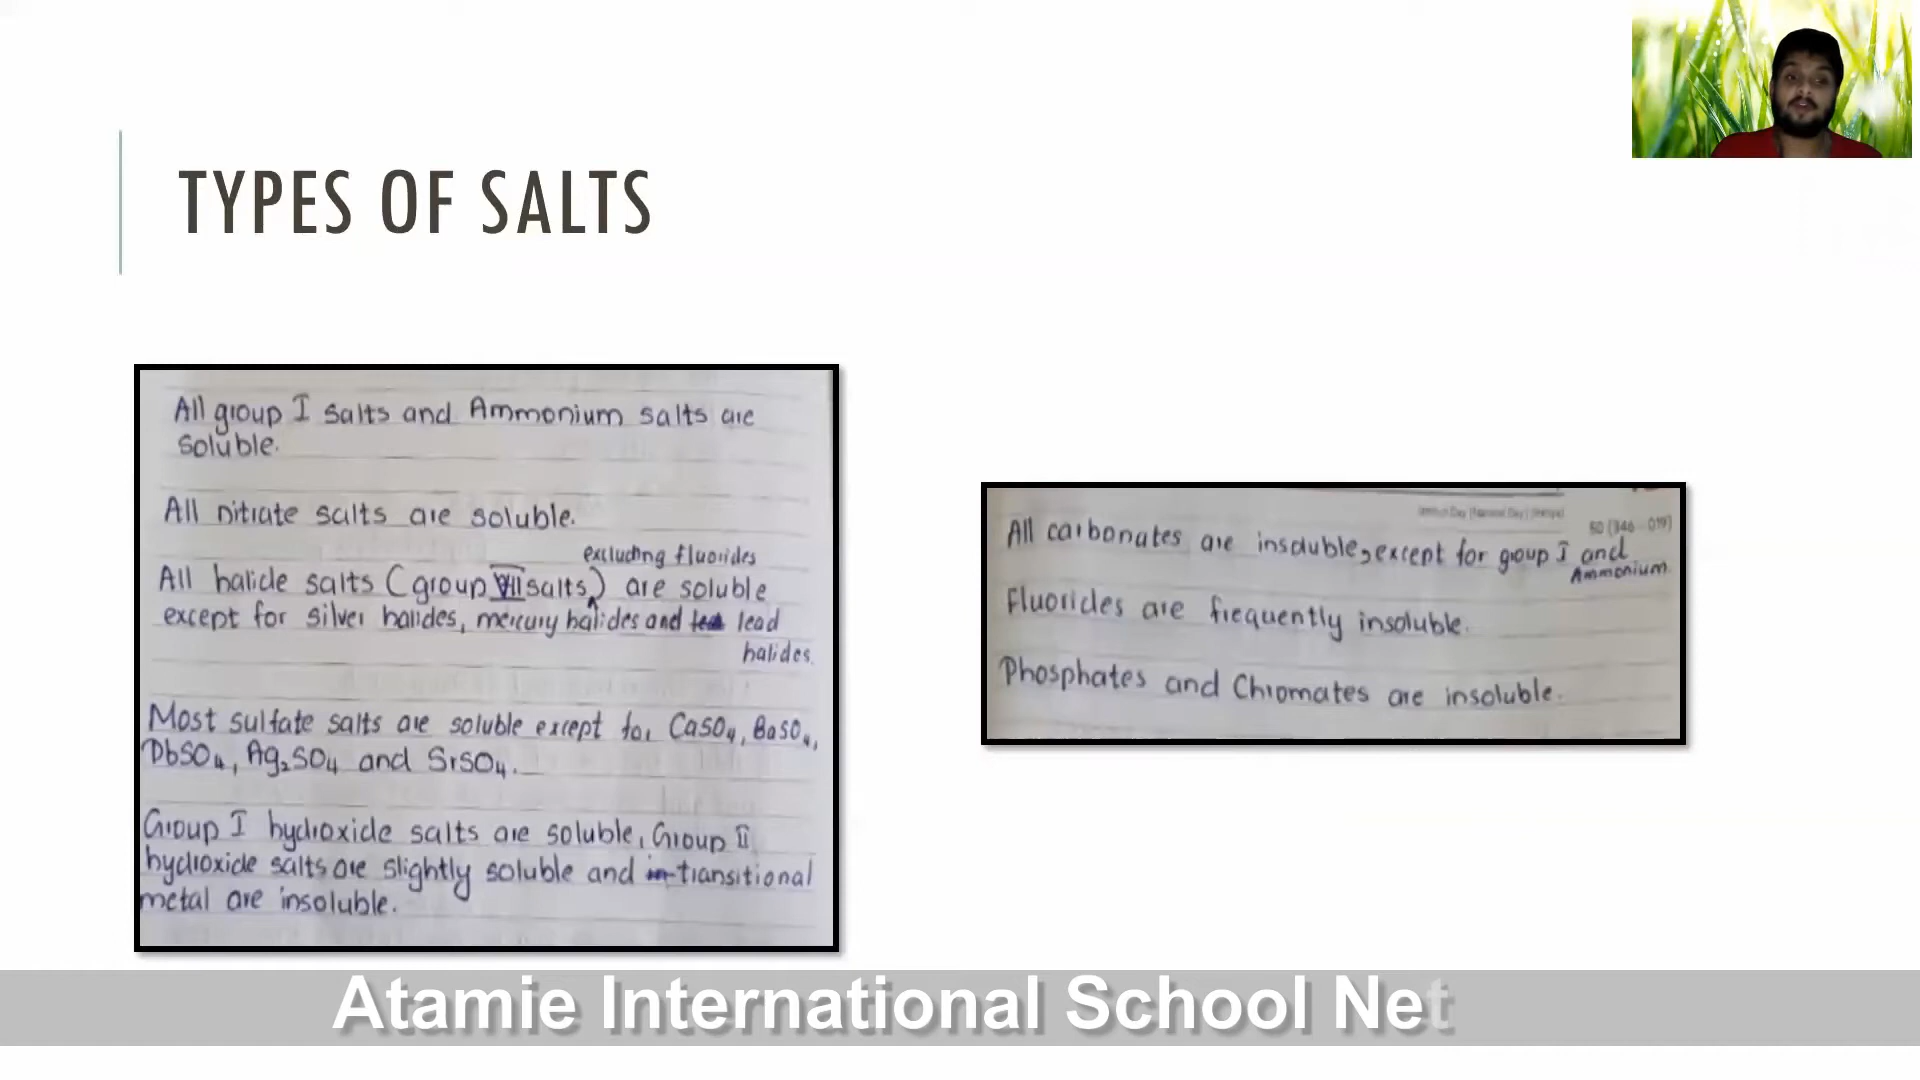 TYPES OF SALTS
All group I salts and Ammonium salts are
soluble.
All nitrate salts are soluble.
excluding fluorides
All halide salts (group VII salts) are soluble
except for silver halides, mercury halides and lead
halides.
Most sulfate salts are soluble except for CaSO4, BaSO4,
PbSO4, Ag2SO4 and SrSO4.
Group I hydroxide salts are soluble, Group II
hydroxide salts are slightly soluble and transitional
metal are insoluble.
All carbonates are insoluble, except for group I and
Ammonium.
Fluorides are frequently insoluble.
Phosphates and Chromates are insoluble.
Atamie International School Net